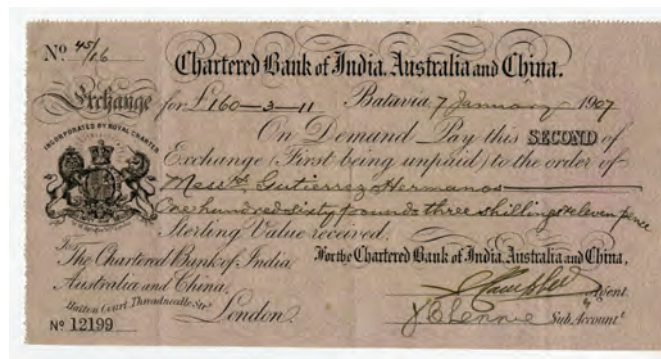 No 45/16
Chartered Bank of India, Australia and China.
Exchange for £160-3-11 Batavia 7 January 1907
On Demand Pay this SECOND of
Exchange (First being unpaid) to the order of
Messrs Gutierrez Hermanos
One hundred sixty pounds three shillings & eleven pence
Sterling Value received.
INCORPORATED BY ROYAL CHARTER
To
The Chartered Bank of India,
Australia and China,
Hatton Court Threadneedle Str
London.
No 12199
For the Chartered Bank of India, Australia and China,
Agent
Sub Accountt